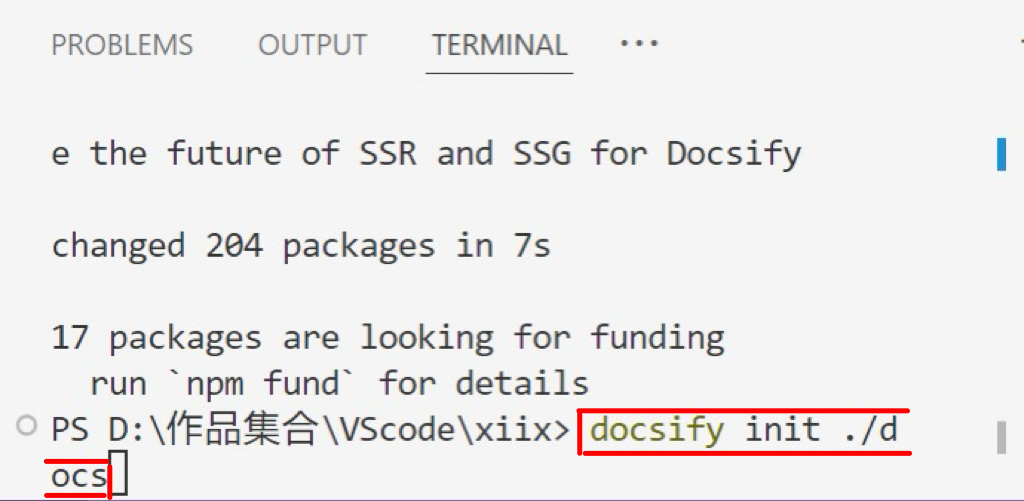 PROBLEMS OUTPUT TERMINAL ···
e the future of SSR and SSG for Docsify
changed 204 packages in 7s
17 packages are looking for funding
run `npm fund` for details
PS D:\作品集合\VScode\xiix> docsify init ./d
ocs